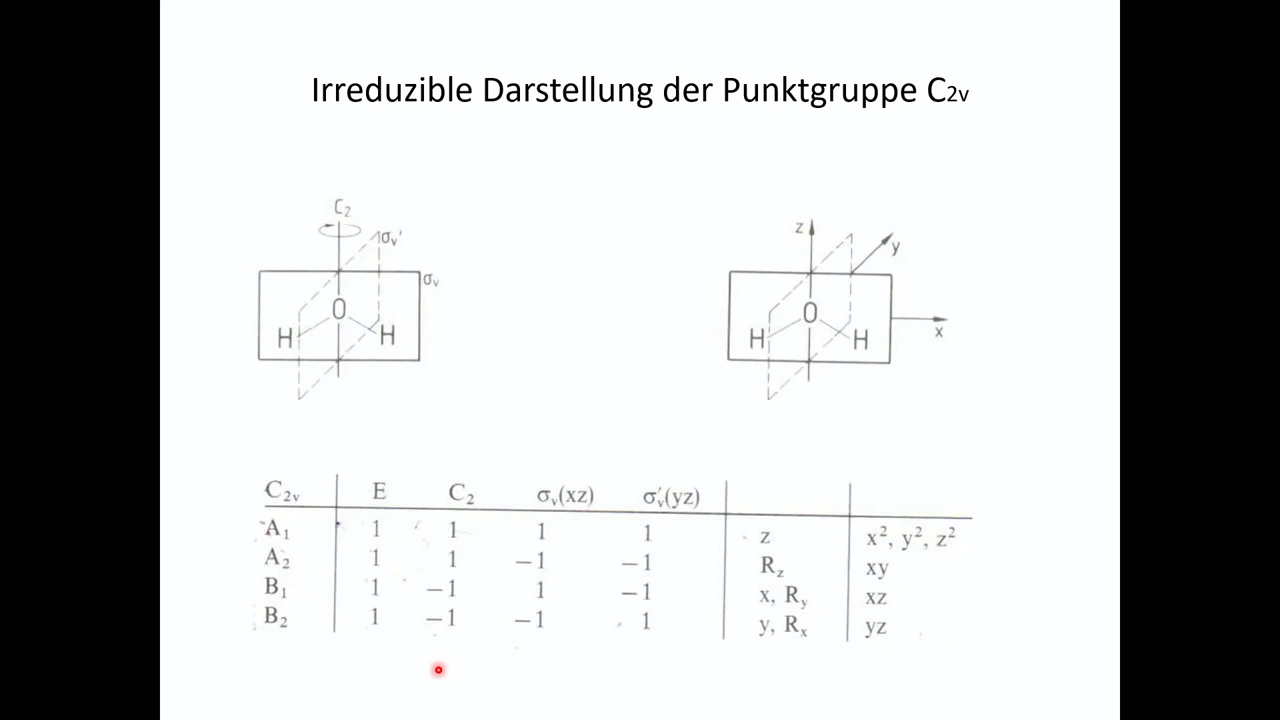 Irreduzible Darstellung der Punktgruppe C2v
C₂
σᵥ'
σᵥ
O
H H
z
y
O
H H
x
C₂ᵥ E C₂ σᵥ(xz) σᵥ'(yz)
A₁ 1 1 1 1 z x², y², z²
A₂ 1 1 −1 −1 R_z xy
B₁ 1 −1 1 −1 x, R_y xz
B₂ 1 −1 −1 1 y, Rₓ yz